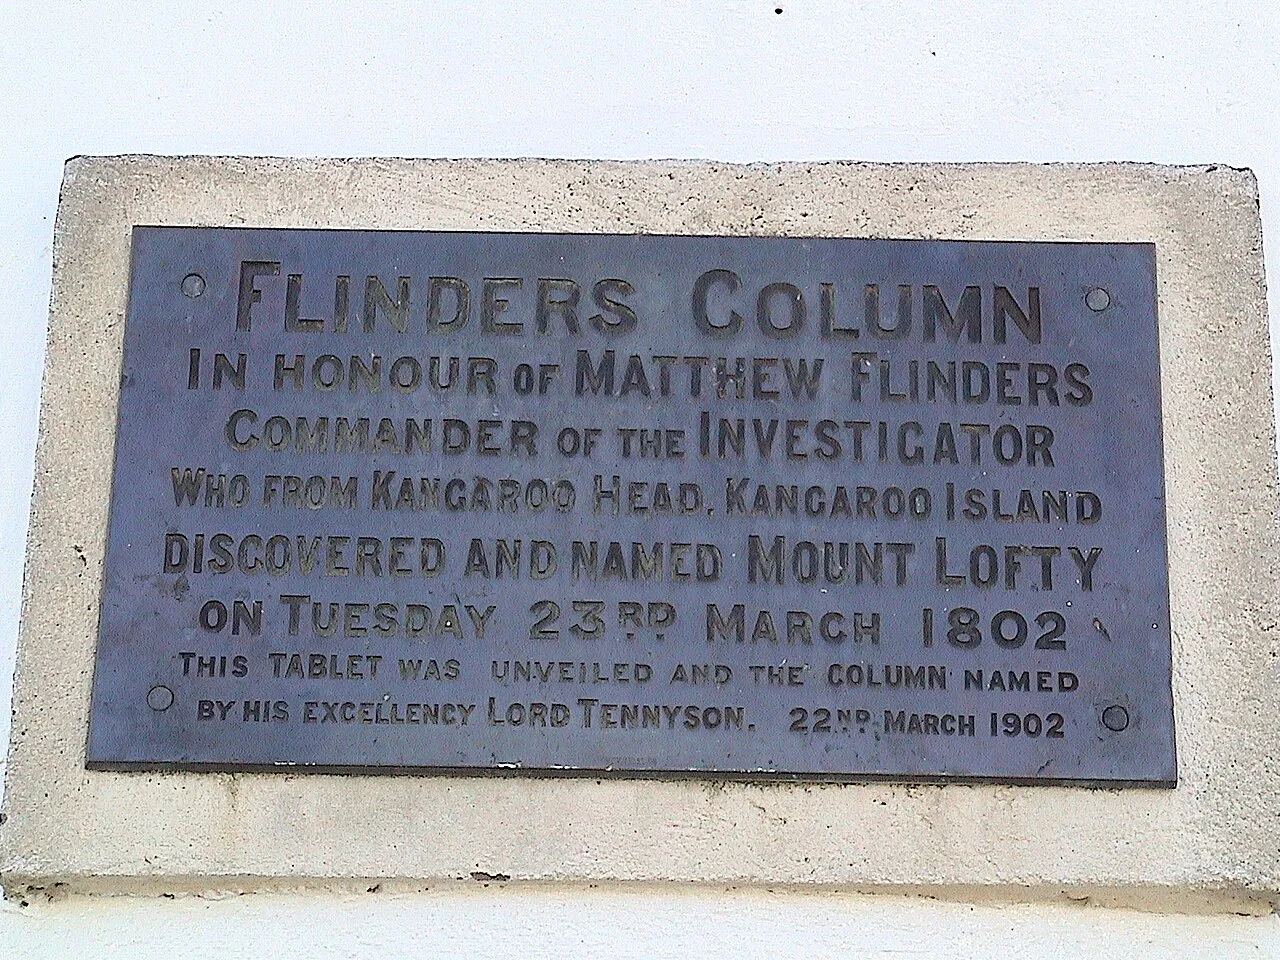 FLINDERS COLUMN
IN HONOUR OF MATTHEW FLINDERS
COMMANDER OF THE INVESTIGATOR
WHO FROM KANGAROO HEAD, KANGAROO ISLAND
DISCOVERED AND NAMED MOUNT LOFTY
ON TUESDAY 23RD MARCH 1802
THIS TABLET WAS UNVEILED AND THE COLUMN NAMED
BY HIS EXCELLENCY LORD TENNYSON. 22ND MARCH 1902